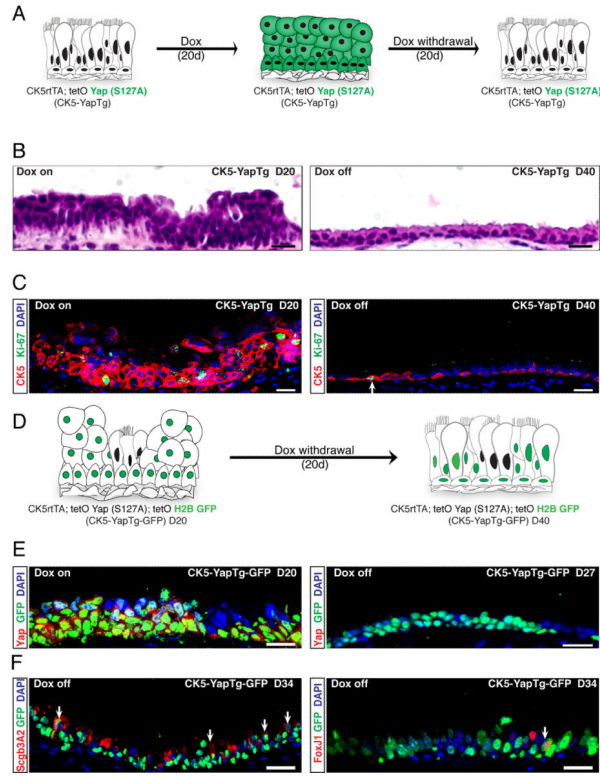 A
Dox
(20d)
Dox withdrawal
(20d)
CK5rtTA; tetO Yap (S127A)
(CK5-YapTg)
CK5rtTA; tetO Yap (S127A)
(CK5-YapTg)
CK5rtTA; tetO Yap (S127A)
(CK5-YapTg)
B
Dox on
CK5-YapTg D20
Dox off
CK5-YapTg D40
C
CK5 Ki-67 DAPI
Dox on
CK5-YapTg D20
CK5 Ki-67 DAPI
Dox off
CK5-YapTg D40
D
Dox withdrawal
(20d)
CK5rtTA; tetO Yap (S127A); tetO H2B GFP
(CK5-YapTg-GFP) D20
CK5rtTA; tetO Yap (S127A); tetO H2B GFP
(CK5-YapTg-GFP) D40
E
Yap GFP DAPI
Dox on
CK5-YapTg-GFP D20
Yap GFP DAPI
Dox off
CK5-YapTg-GFP D27
F
Scgb3A2 GFP DAPI
Dox off
CK5-YapTg-GFP D34
FoxJ1 GFP DAPI
Dox off
CK5-YapTg-GFP D34